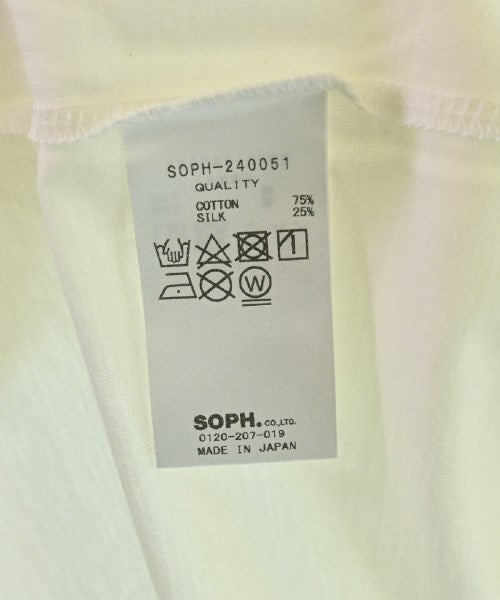 SOPH-240051
QUALITY
COTTON 75%
SILK 25%
W
SOPH.CO.,LTD.
0120-207-019
MADE IN JAPAN